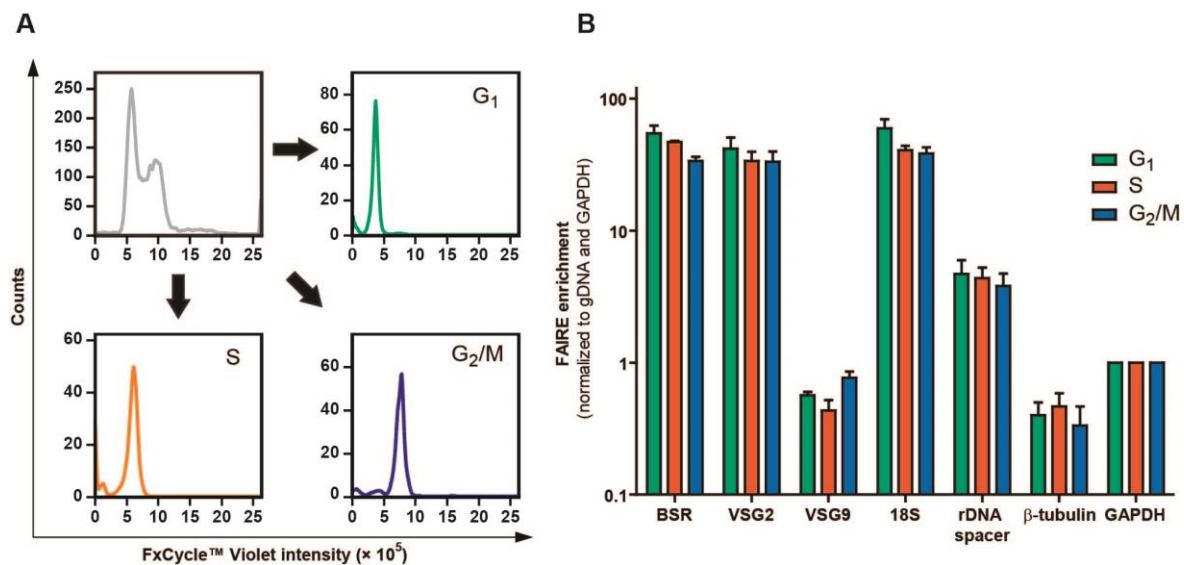 A
B
250
200
150
100
50
0
0 5 10 15 20 25
G1
80
60
40
20
0
0 5 10 15 20 25
S
60
40
20
0
0 5 10 15 20 25
G2/M
60
40
20
0
0 5 10 15 20 25
Counts
FxCycle™ Violet intensity (× 10⁵)
FAIRE enrichment
(normalized to gDNA and GAPDH)
100
10
1
0.1
G1
S
G2/M
BSR VSG2 VSG9 18S rDNA β-tubulin GAPDH
spacer